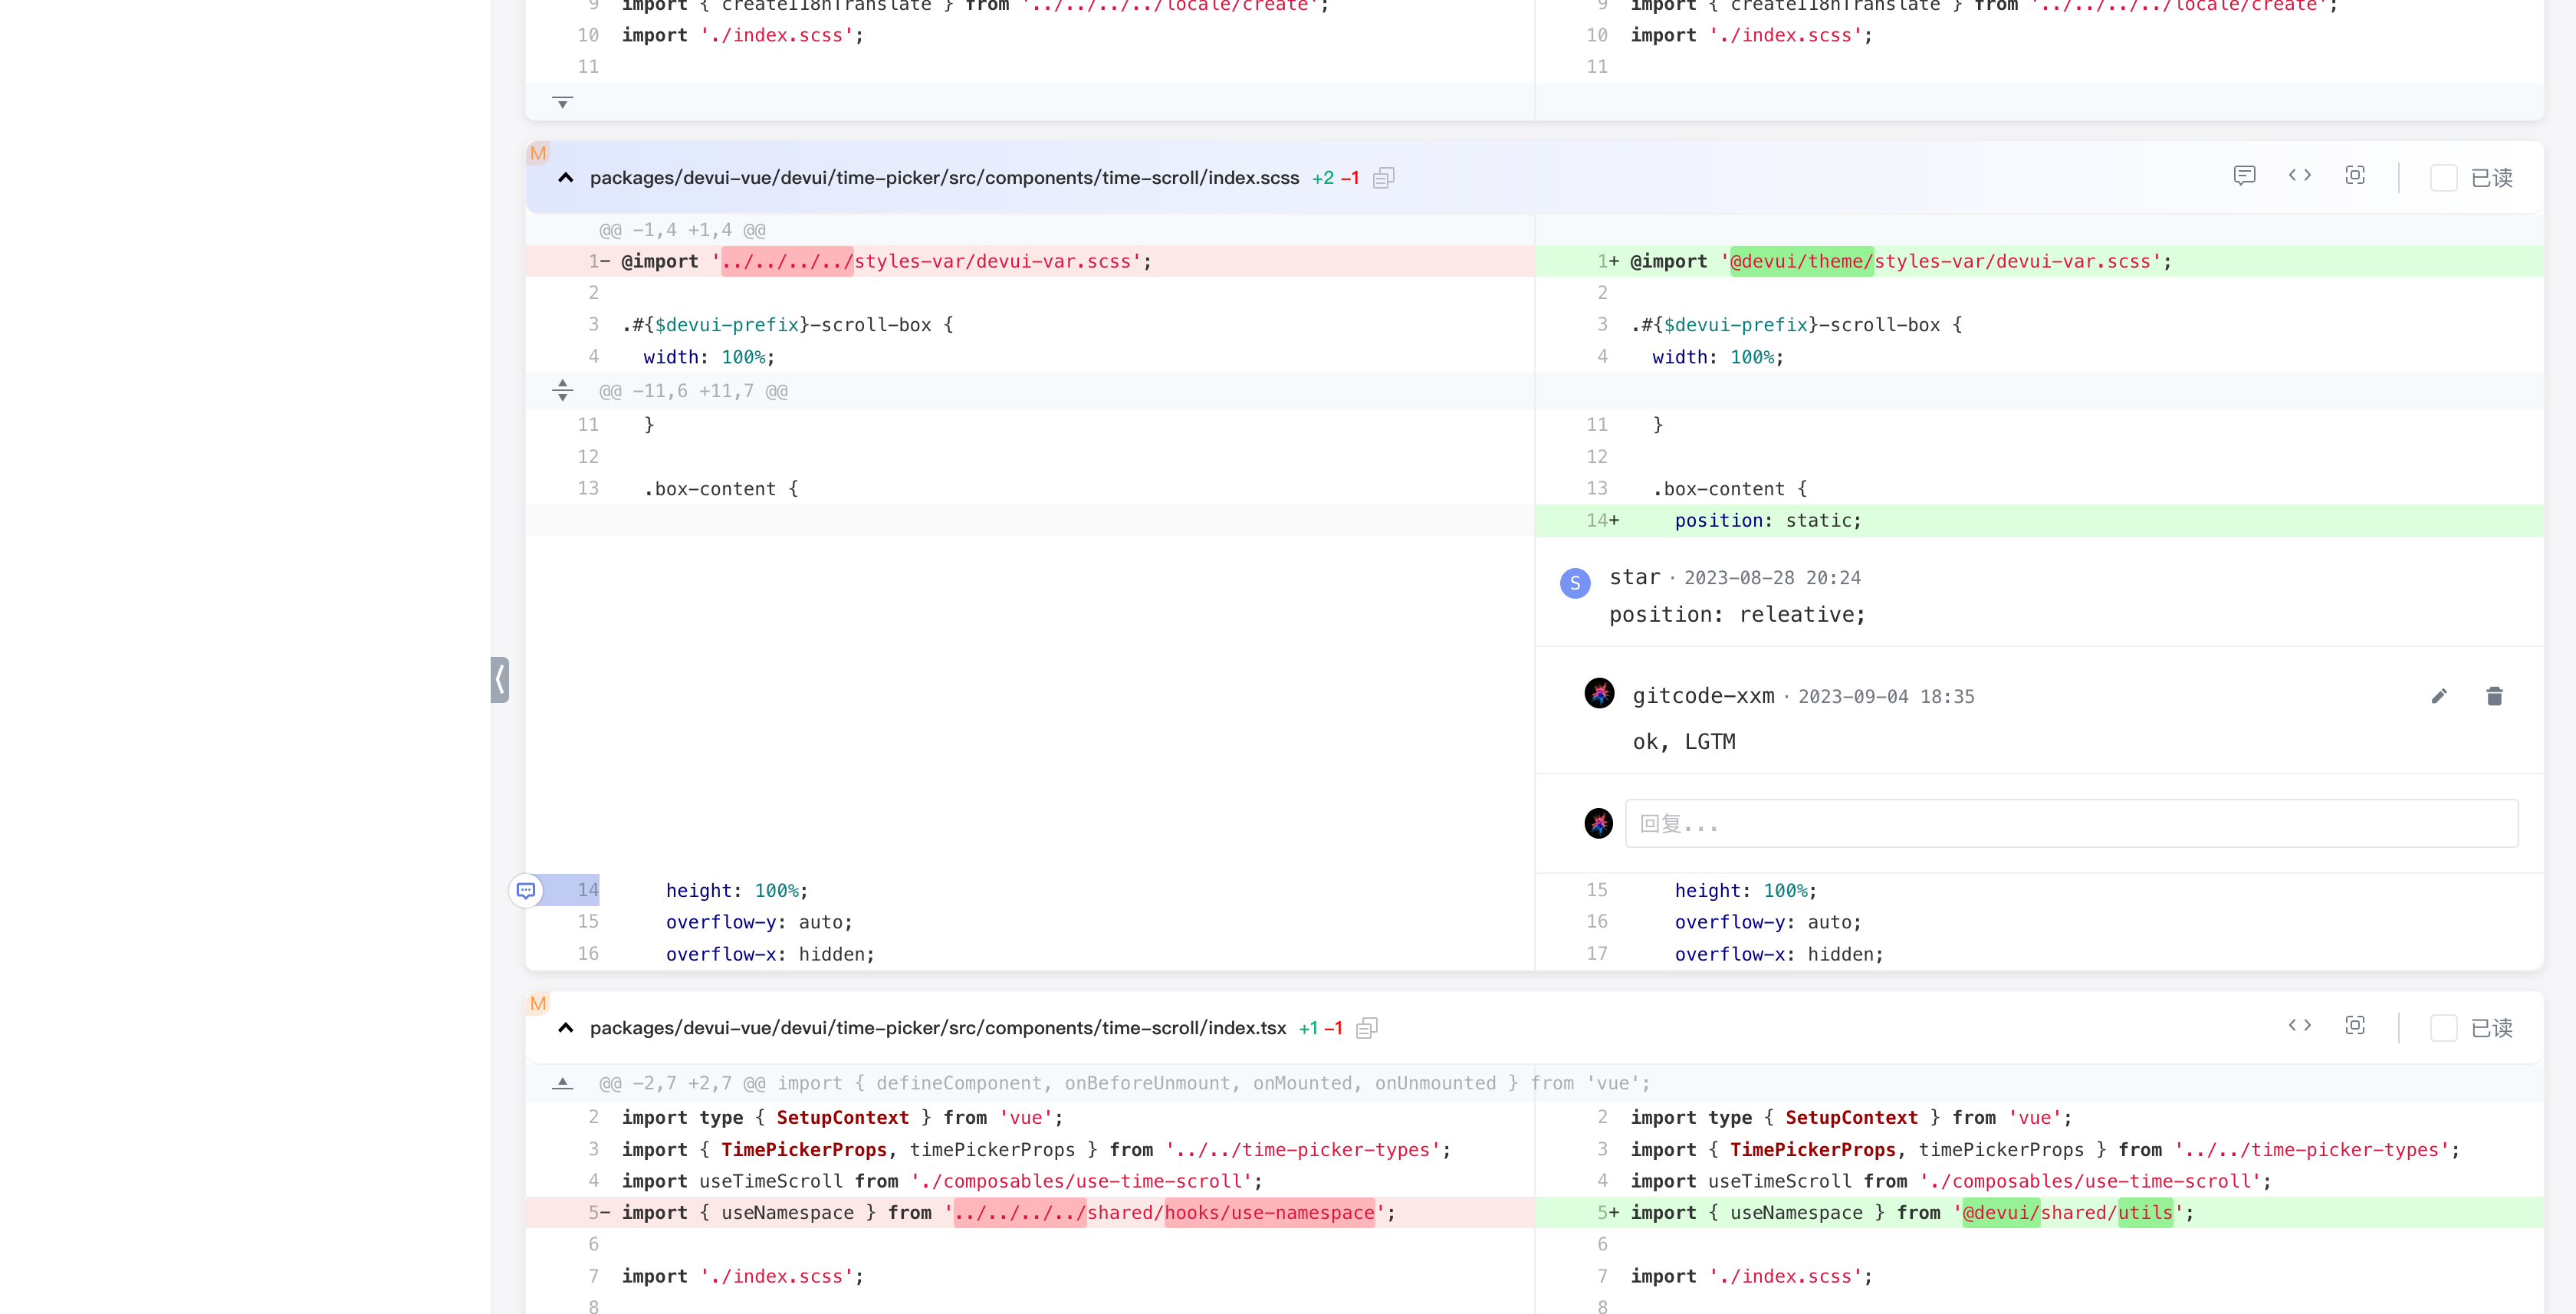 9 import { createI18nTranslate } from '../../../../locale/create';
9 import { createI18nTranslate } from '../../../../locale/create';
10 import './index.scss';
10 import './index.scss';
11
11
M
packages/devui-vue/devui/time-picker/src/components/time-scroll/index.scss +2 -1
已读
@@ -1,4 +1,4 @@
1- @import '../../../../styles-var/devui-var.scss';
1+ @import '@devui/theme/styles-var/devui-var.scss';
2
2
3 .#{$devui-prefix}-scroll-box {
3 .#{$devui-prefix}-scroll-box {
4 width: 100%;
4 width: 100%;
@@ -11,6 +11,7 @@
11 }
11 }
12
12
13 .box-content {
13 .box-content {
14+ position: static;
S
star · 2023-08-28 20:24
position: releative;
gitcode-xxm · 2023-09-04 18:35
ok, LGTM
回复...
14 height: 100%;
15 height: 100%;
15 overflow-y: auto;
16 overflow-y: auto;
16 overflow-x: hidden;
17 overflow-x: hidden;
M
packages/devui-vue/devui/time-picker/src/components/time-scroll/index.tsx +1 -1
已读
@@ -2,7 +2,7 @@ import { defineComponent, onBeforeUnmount, onMounted, onUnmounted } from 'vue';
2 import type { SetupContext } from 'vue';
2 import type { SetupContext } from 'vue';
3 import { TimePickerProps, timePickerProps } from '../../time-picker-types';
3 import { TimePickerProps, timePickerProps } from '../../time-picker-types';
4 import useTimeScroll from './composables/use-time-scroll';
4 import useTimeScroll from './composables/use-time-scroll';
5- import { useNamespace } from '../../../../shared/hooks/use-namespace';
5+ import { useNamespace } from '@devui/shared/utils';
6
6
7 import './index.scss';
7 import './index.scss';
8
8